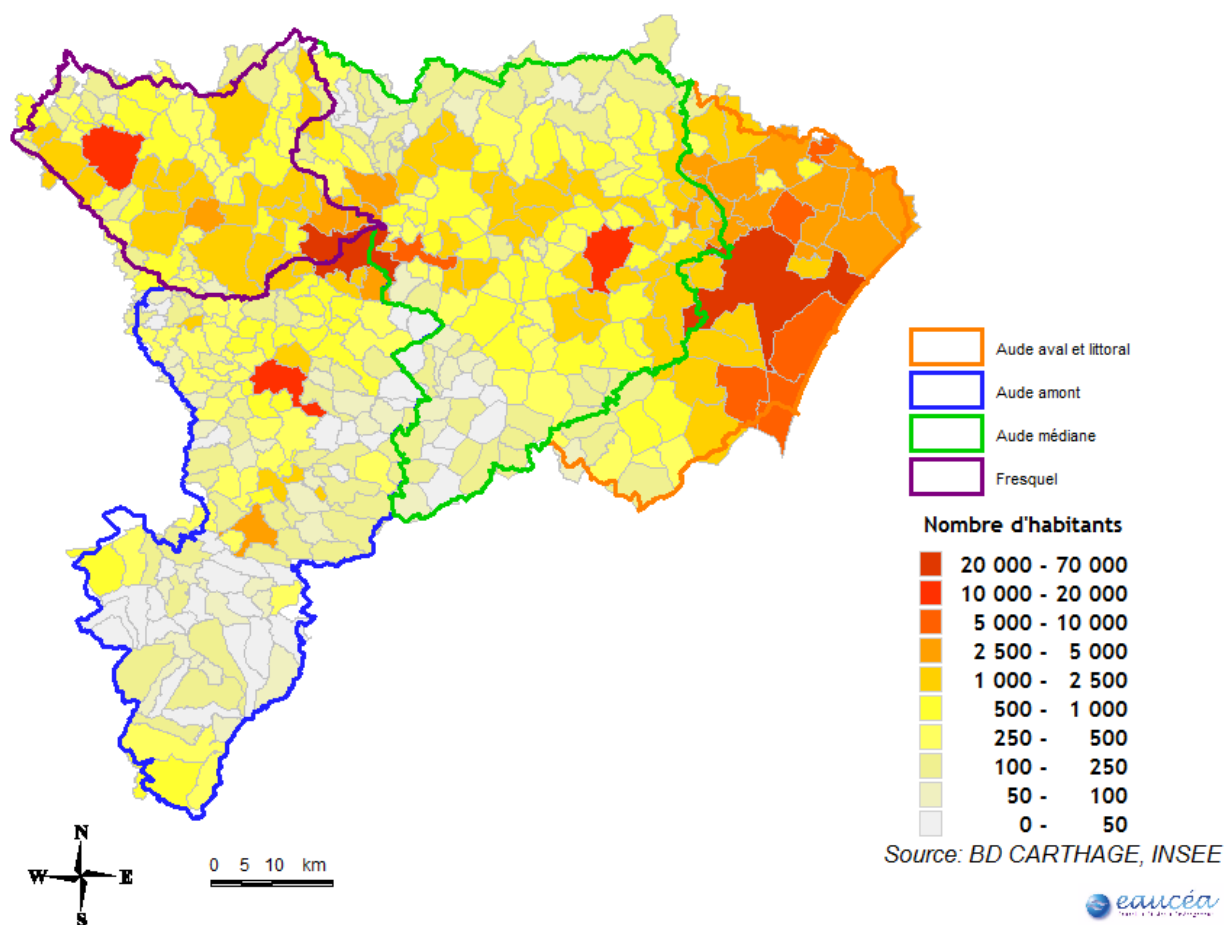 Aude aval et littoral
Aude amont
Aude médiane
Fresquel
Nombre d'habitants
20 000 - 70 000
10 000 - 20 000
5 000 - 10 000
2 500 - 5 000
1 000 - 2 500
500 - 1 000
250 - 500
100 - 250
50 - 100
0 - 50
Source: BD CARTHAGE, INSEE
N
W E
S
0 5 10 km
eaucéa